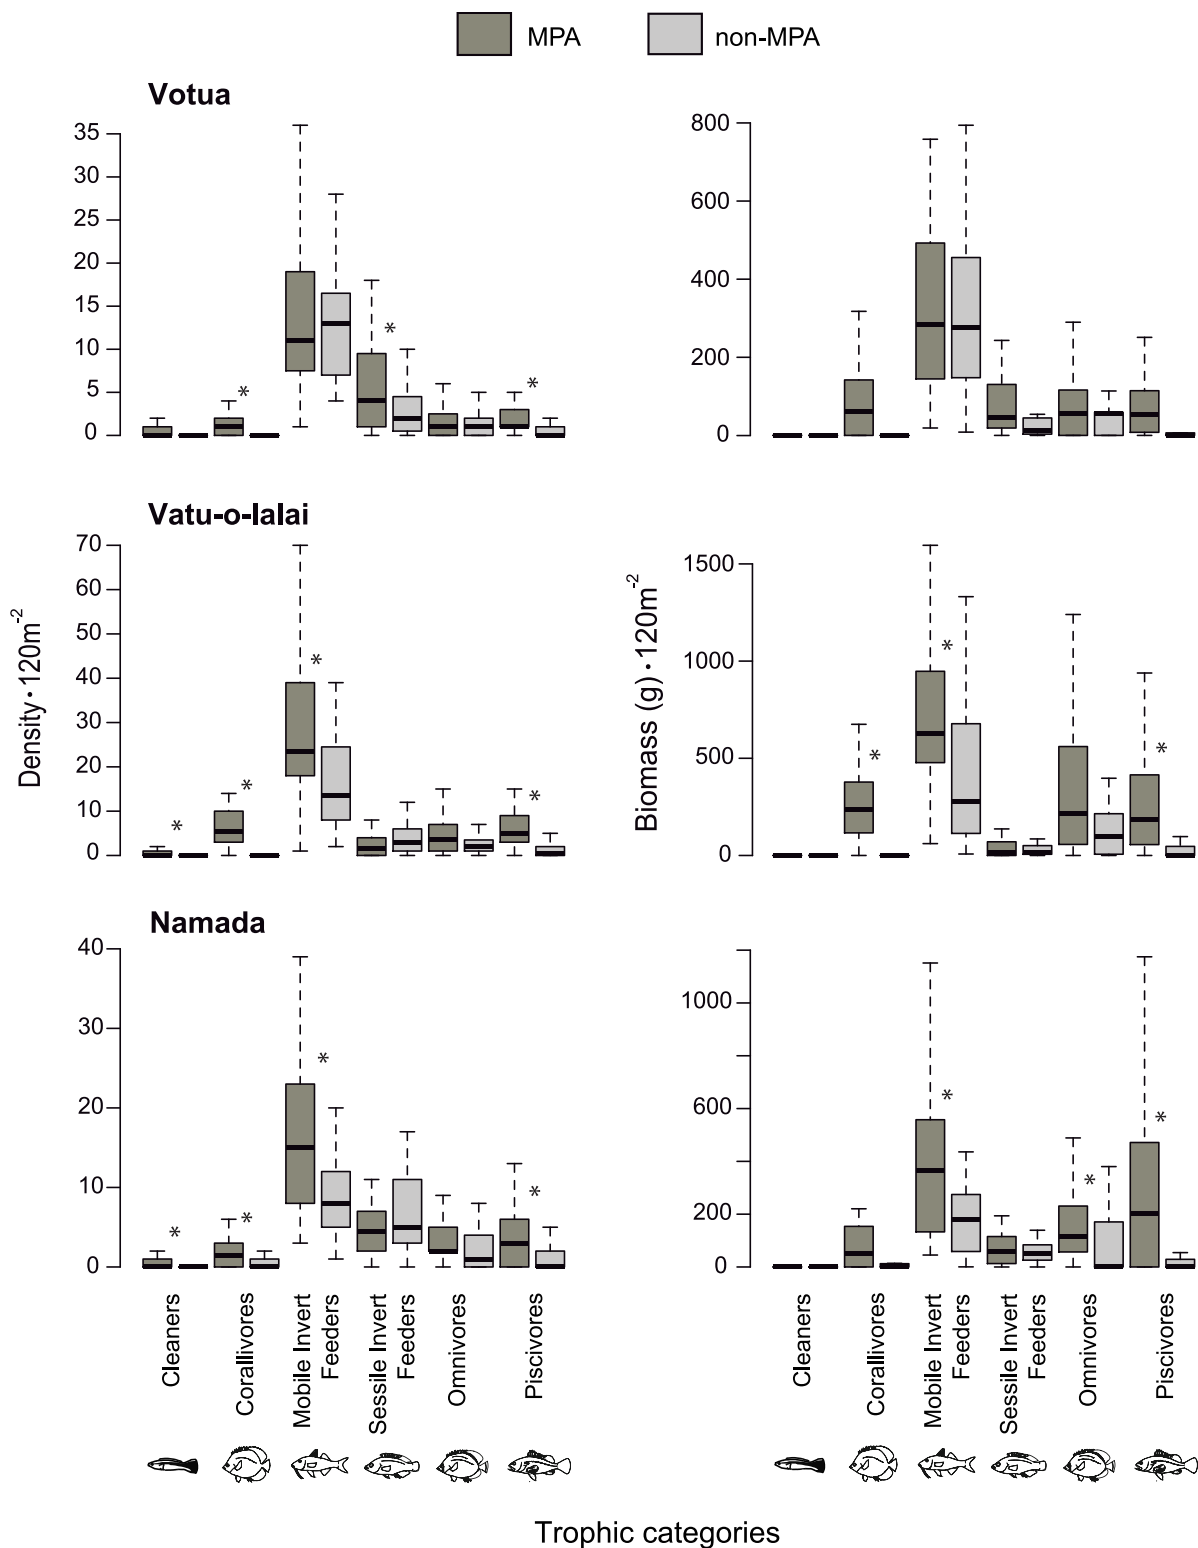 MPA
non-MPA
Votua
35
30
25
20
15
10
5
0
*
*
*
800
600
400
200
0
Vatu-o-lalai
70
60
50
40
30
20
10
0
*
*
*
*
1500
1000
500
0
*
*
*
Density · 120m⁻²
Biomass (g) · 120m⁻²
Namada
40
30
20
10
0
*
*
*
*
1000
600
200
0
*
*
*
Cleaners
Corallivores
Mobile Invert
Feeders
Sessile Invert
Feeders
Omnivores
Piscivores
Cleaners
Corallivores
Mobile Invert
Feeders
Sessile Invert
Feeders
Omnivores
Piscivores
Trophic categories